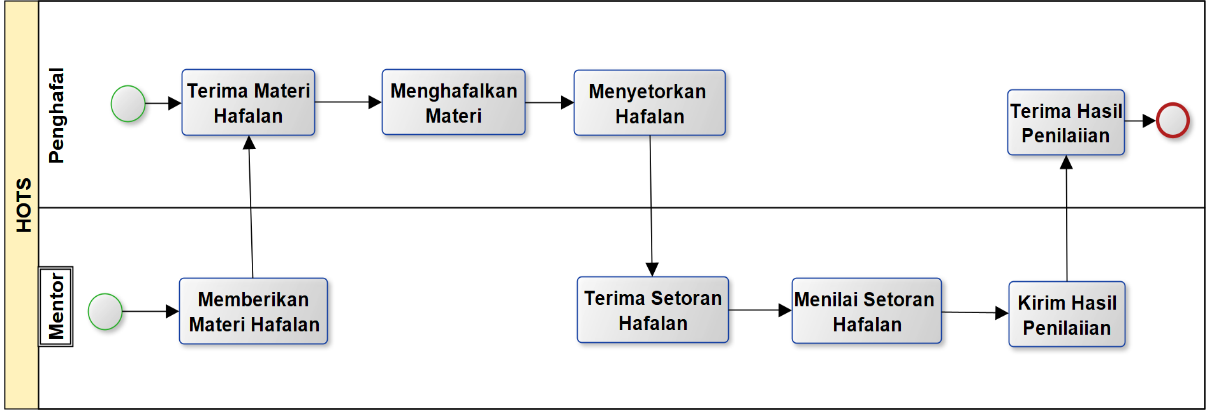 HOTS
Penghafal
Terima Materi
Hafalan
Menghafalkan
Materi
Menyetorkan
Hafalan
Terima Hasil
Penilaiian
Mentor
Memberikan
Materi Hafalan
Terima Setoran
Hafalan
Menilai Setoran
Hafalan
Kirim Hasil
Penilaiian